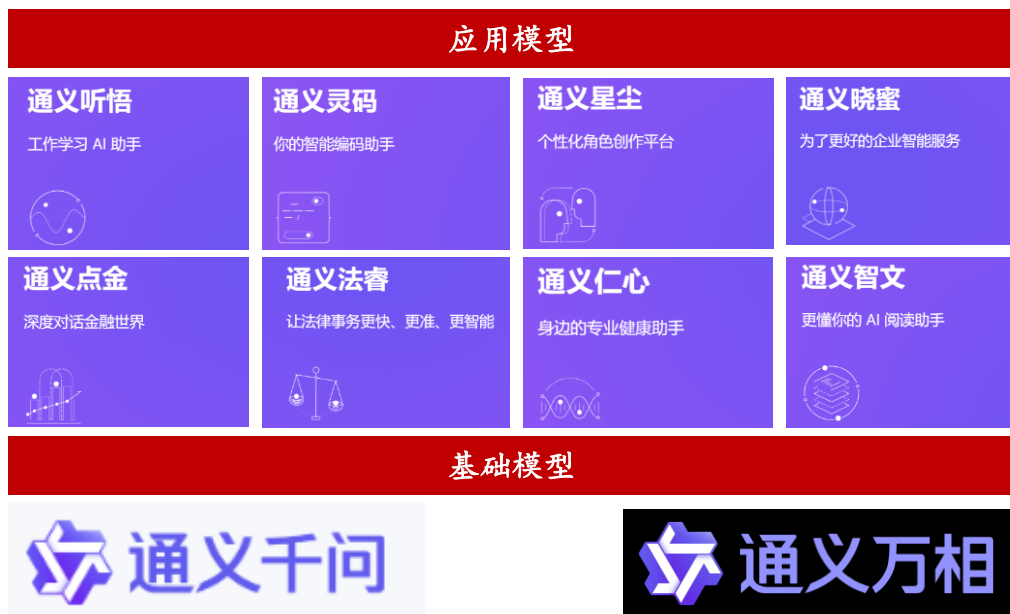 应用模型
通义听悟
工作学习 AI 助手
通义灵码
你的智能编码助手
通义星尘
个性化角色创作平台
通义晓蜜
为了更好的企业智能服务
通义点金
深度对话金融世界
通义法睿
让法律事务更快、更准、更智能
通义仁心
身边的专业健康助手
通义智文
更懂你的 AI 阅读助手
基础模型
通义千问
通义万相